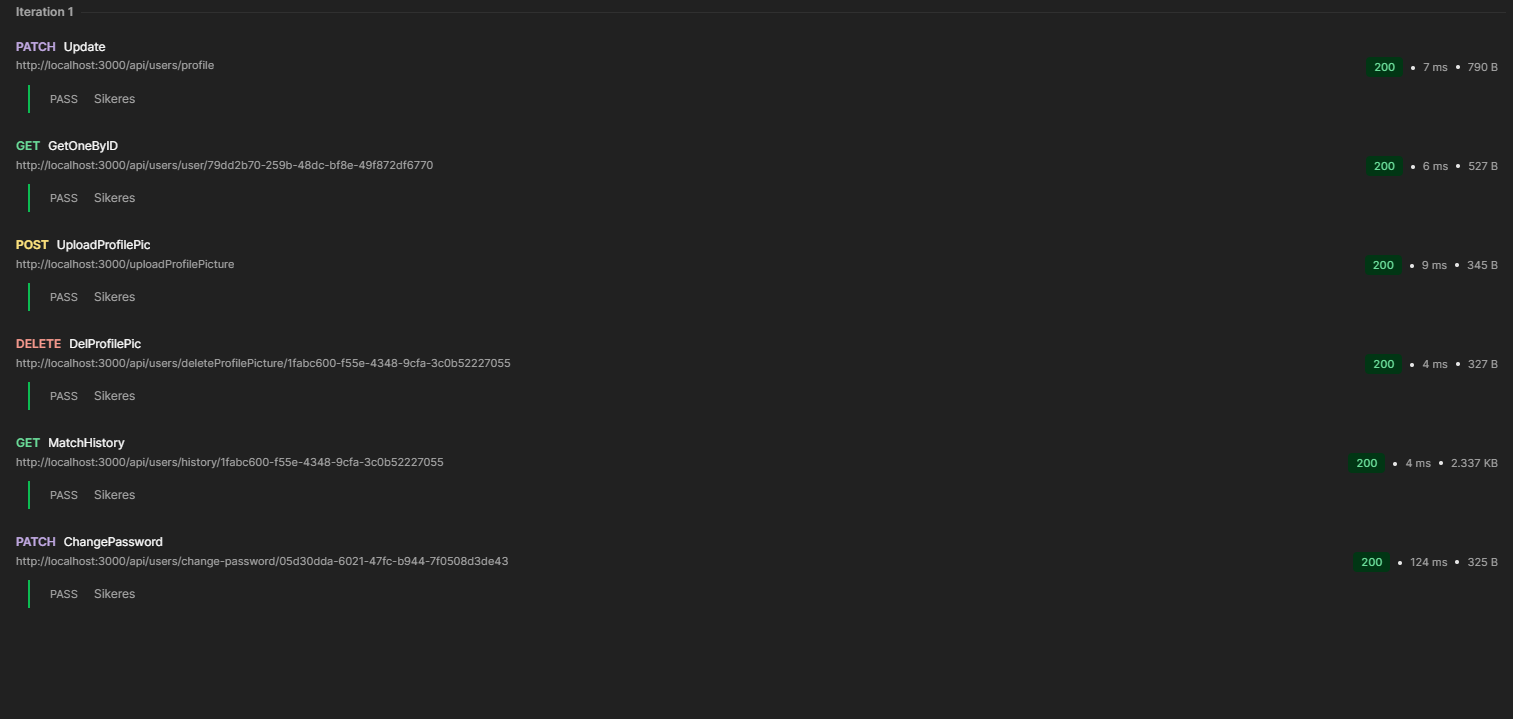 Iteration 1
PATCH Update
http://localhost:3000/api/users/profile
200 • 7 ms • 790 B
PASS Sikeres
GET GetOneByID
http://localhost:3000/api/users/user/79dd2b70-259b-48dc-bf8e-49f872df6770
200 • 6 ms • 527 B
PASS Sikeres
POST UploadProfilePic
http://localhost:3000/uploadProfilePicture
200 • 9 ms • 345 B
PASS Sikeres
DELETE DelProfilePic
http://localhost:3000/api/users/deleteProfilePicture/1fabc600-f55e-4348-9cfa-3c0b52227055
200 • 4 ms • 327 B
PASS Sikeres
GET MatchHistory
http://localhost:3000/api/users/history/1fabc600-f55e-4348-9cfa-3c0b52227055
200 • 4 ms • 2.337 KB
PASS Sikeres
PATCH ChangePassword
http://localhost:3000/api/users/change-password/05d30dda-6021-47fc-b944-7f0508d3de43
200 • 124 ms • 325 B
PASS Sikeres